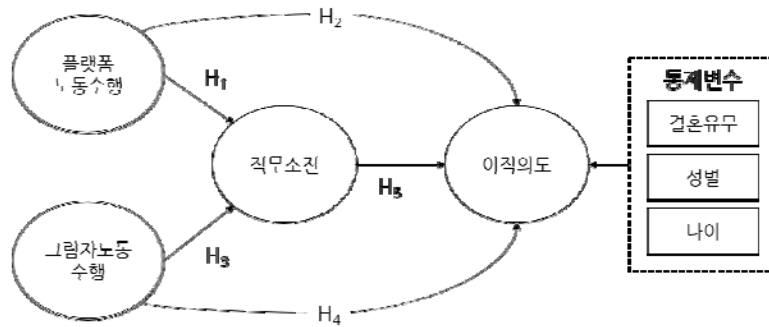 H2
플랫폼
노동수행
H1
통제변수
결혼유무
직무소진
이직의도
성별
H5
나이
그림자노동
수행
H3
H4